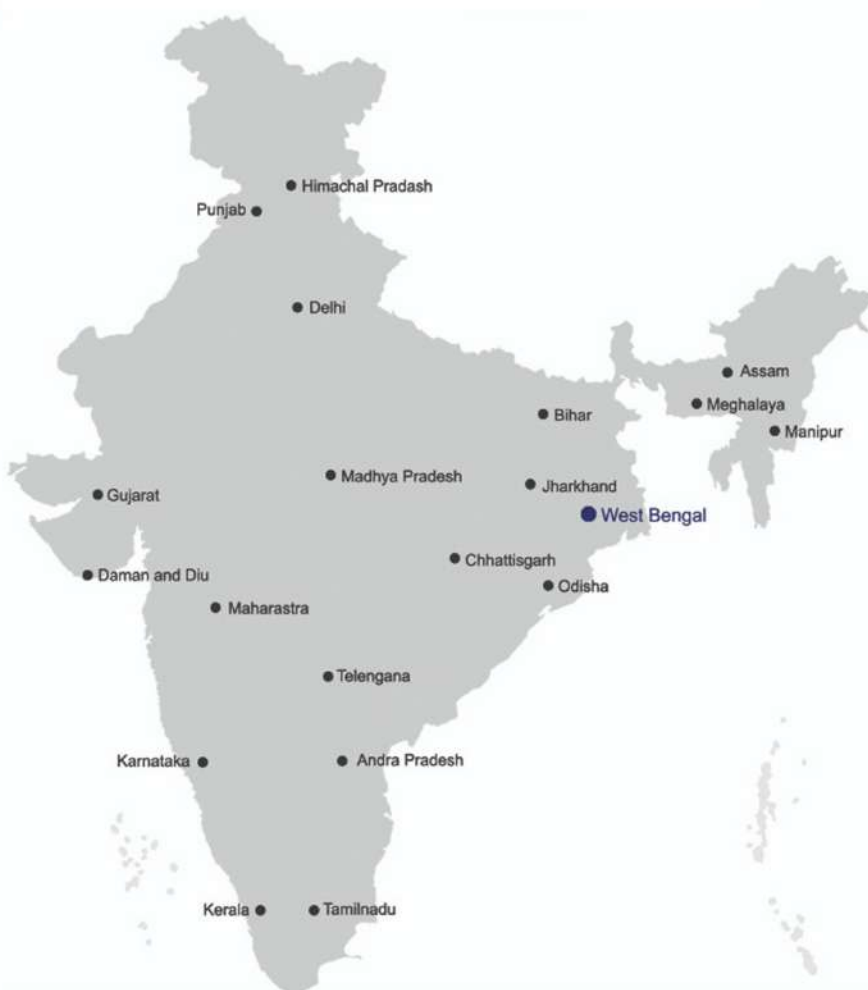 Himachal Pradash
Punjab
Delhi
Assam
Meghalaya
Bihar
Manipur
Madhya Pradesh
Jharkhand
Gujarat
West Bengal
Chhattisgarh
Daman and Diu
Odisha
Maharastra
Telengana
Karnataka
Andra Pradesh
Kerala
Tamilnadu